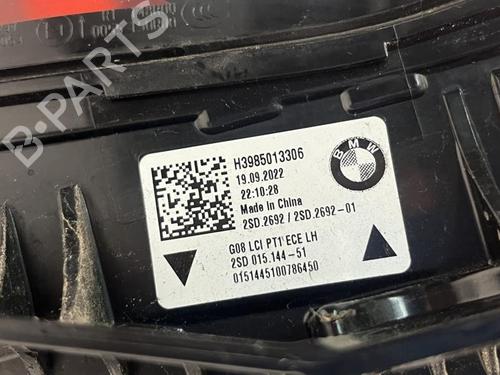 H3985013306
19.09.2022
22:10:28
Made in China
2SD.2692 / 2SD.2692-01
BMW
G08 LCI PT1 ECE LH
2SD 015.144-51
0151445100786450
B-PARTS